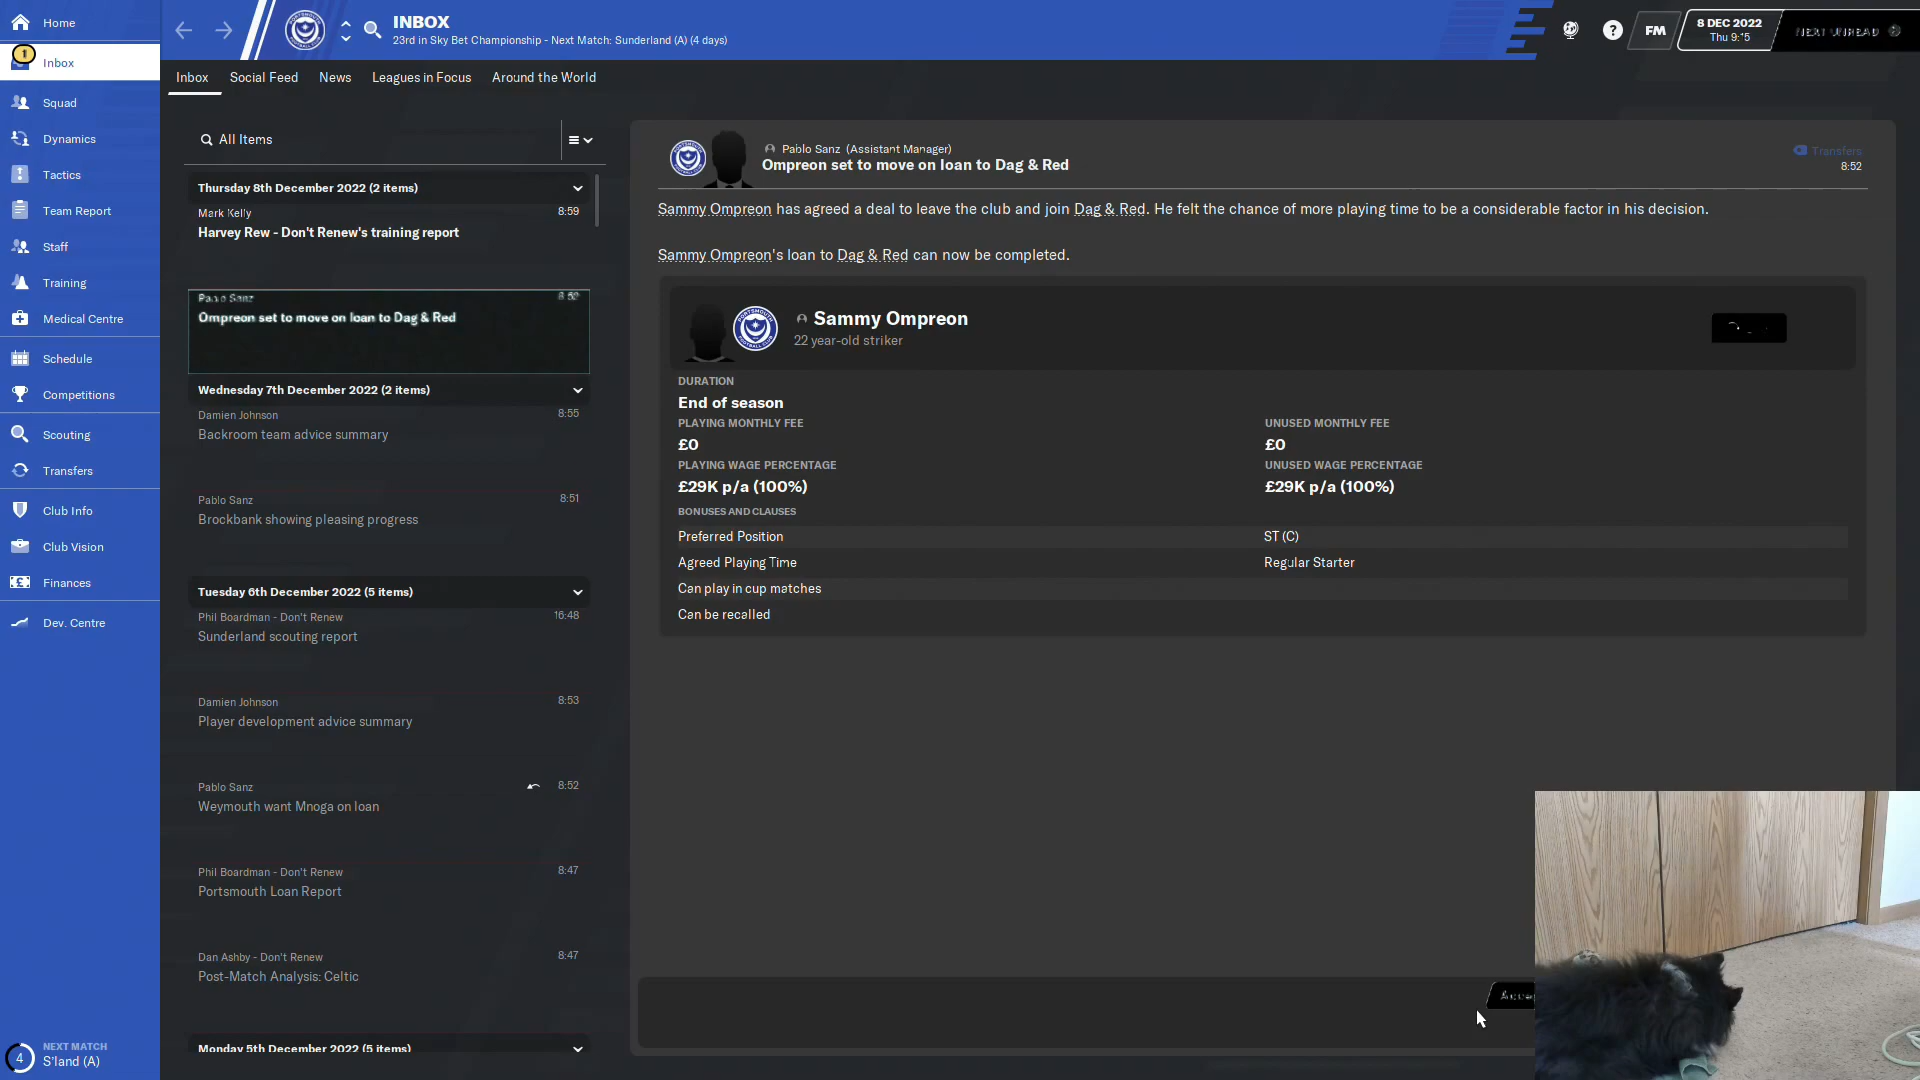 Home
Inbox
Squad
Dynamics
Tactics
Team Report
Staff
Training
Medical Centre
Schedule
Competitions
Scouting
Transfers
Club Info
Club Vision
Finances
Dev. Centre
4
NEXT MATCH
S'land (A)
INBOX
23rd in Sky Bet Championship - Next Match: Sunderland (A) (4 days)
?
FM
8 DEC 2022
Thu 9:15
NEXT UNREAD
Inbox
Social Feed
News
Leagues in Focus
Around the World
All Items
Thursday 8th December 2022 (2 items)
Mark Kelly
8:59
Harvey Rew - Don't Renew's training report
Pablo Sanz
8:52
Ompreon set to move on loan to Dag & Red
Wednesday 7th December 2022 (2 items)
Damien Johnson
8:55
Backroom team advice summary
Pablo Sanz
8:51
Brockbank showing pleasing progress
Tuesday 6th December 2022 (5 items)
Phil Boardman - Don't Renew
16:48
Sunderland scouting report
Damien Johnson
8:53
Player development advice summary
Pablo Sanz
8:52
Weymouth want Mnoga on loan
Phil Boardman - Don't Renew
8:47
Portsmouth Loan Report
Dan Ashby - Don't Renew
8:47
Post-Match Analysis: Celtic
Monday 5th December 2022 (5 items)
Pablo Sanz (Assistant Manager)
Ompreon set to move on loan to Dag & Red
Transfers
8:52
Sammy Ompreon has agreed a deal to leave the club and join Dag & Red. He felt the chance of more playing time to be a considerable factor in his decision.
Sammy Ompreon's loan to Dag & Red can now be completed.
Sammy Ompreon
22 year-old striker
DURATION
End of season
PLAYING MONTHLY FEE
UNUSED MONTHLY FEE
£0
£0
PLAYING WAGE PERCENTAGE
UNUSED WAGE PERCENTAGE
£29K p/a (100%)
£29K p/a (100%)
BONUSES AND CLAUSES
Preferred Position
ST (C)
Agreed Playing Time
Regular Starter
Can play in cup matches
Can be recalled